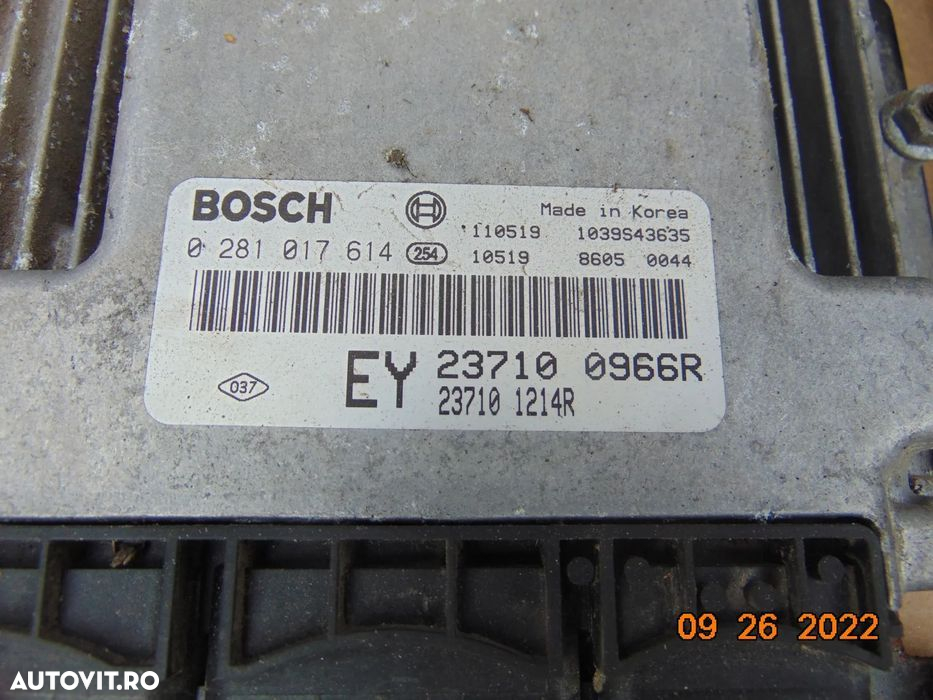 BOSCH
Made in Korea
110519 1039S43635
0 281 017 614 254 10519 8605 0044
037 EY 23710 0966R
23710 1214R
09 26 2022
AUTOVIT.RO